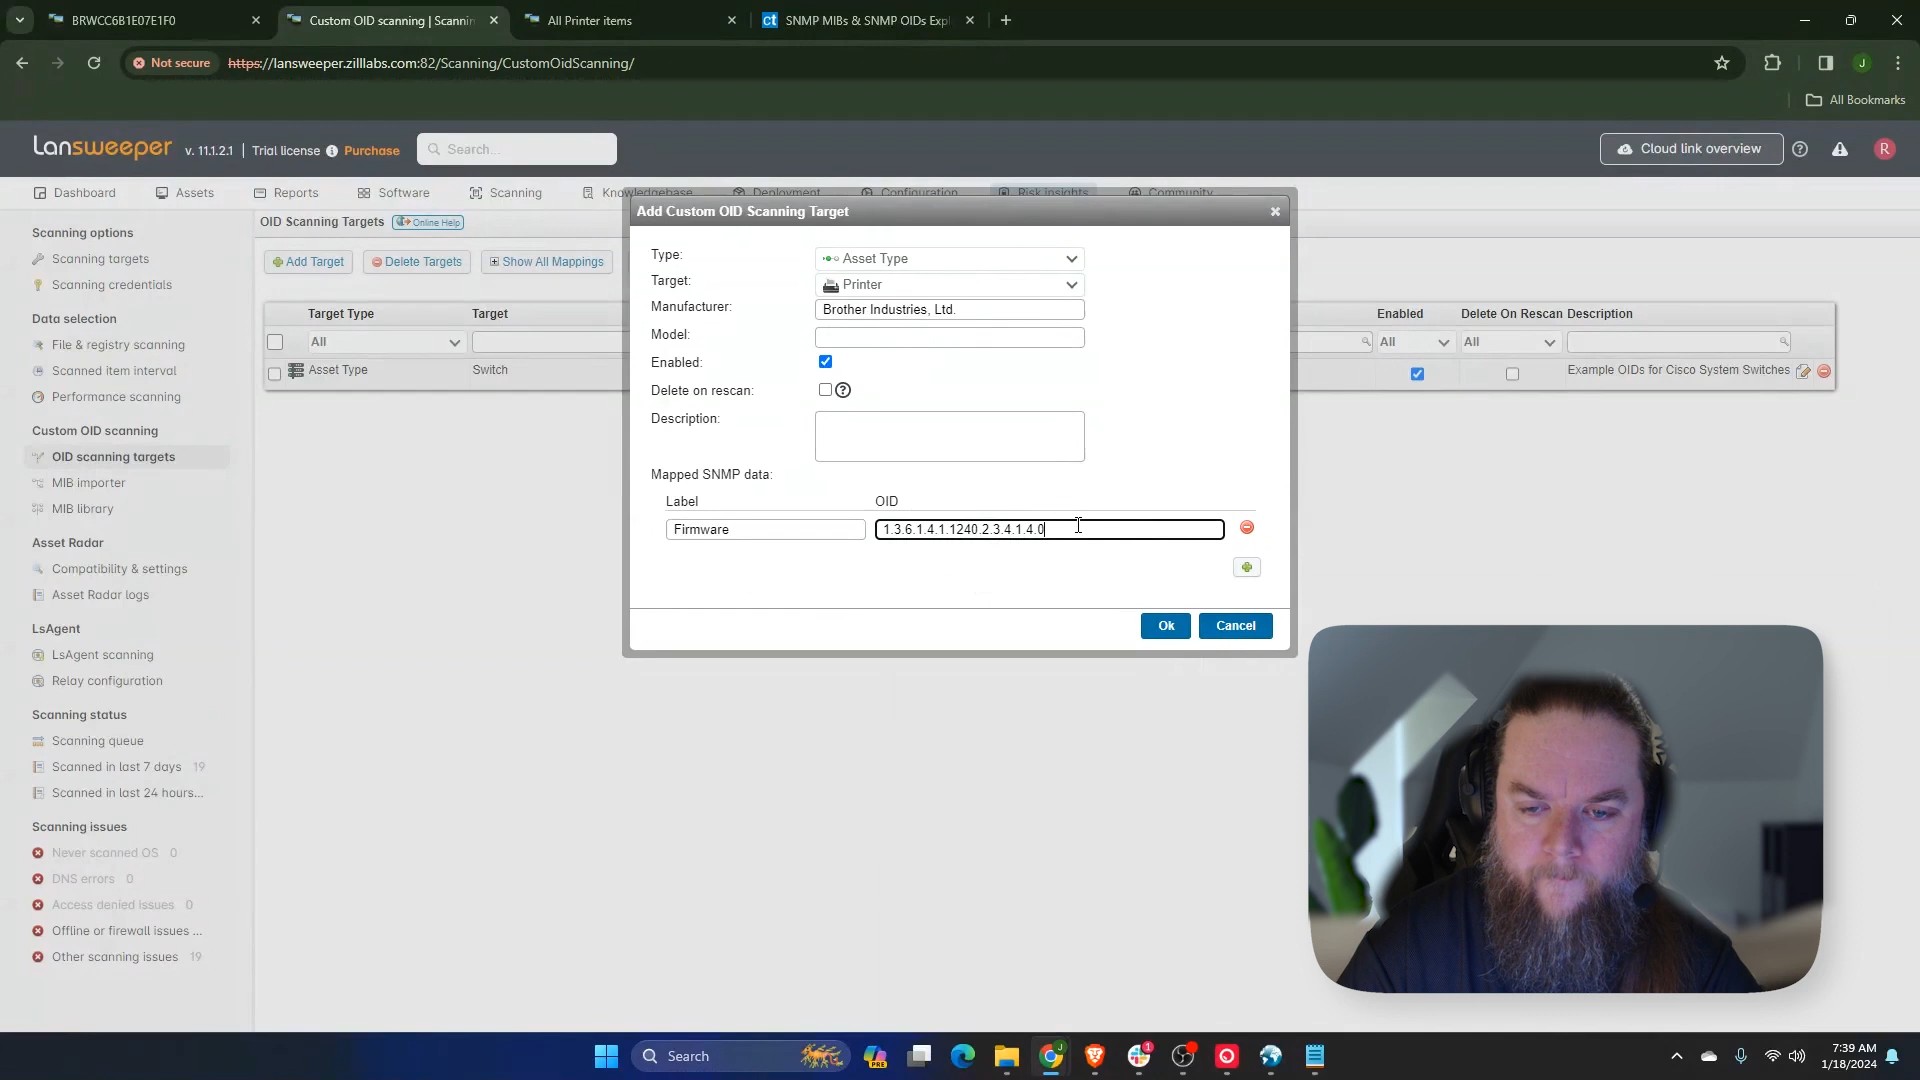 BRWCC6B1E07E1F0
Custom OID scanning | Scannin
All Printer items
SNMP MIBs & SNMP OIDs Exp
Not secure
https://lansweeper.zilllabs.com:82/Scanning/CustomOidScanning/
J
All Bookmarks
Lansweeper
v. 11.1.2.1 | Trial license Purchase
Search...
Cloud link overview
R
Dashboard
Assets
Reports
Software
Scanning
Knowledgebase
Deployment
Configuration
Risk insights
Community
Scanning options
Scanning targets
Scanning credentials
Data selection
File & registry scanning
Scanned item interval
Performance scanning
Custom OID scanning
OID scanning targets
MIB importer
MIB library
Asset Radar
Compatibility & settings
Asset Radar logs
LsAgent
LsAgent scanning
Relay configuration
Scanning status
Scanning queue
Scanned in last 7 days 19
Scanned in last 24 hours...
Scanning issues
Never scanned OS 0
DNS errors 0
Access denied issues 0
Offline or firewall issues ...
Other scanning issues 19
OID Scanning Targets Online Help
Add Target
Delete Targets
Show All Mappings
Target Type Target Enabled Delete On Rescan Description
All All All
Asset Type Switch Example OIDs for Cisco System Switches
Add Custom OID Scanning Target
Type: Asset Type
Target: Printer
Manufacturer: Brother Industries, Ltd.
Model:
Enabled:
Delete on rescan:
Description:
Mapped SNMP data:
Label OID
Firmware 1.3.6.1.4.1.1240.2.3.4.1.4.0
Ok Cancel
Search
PRE
J
1
7:39 AM
1/18/2024